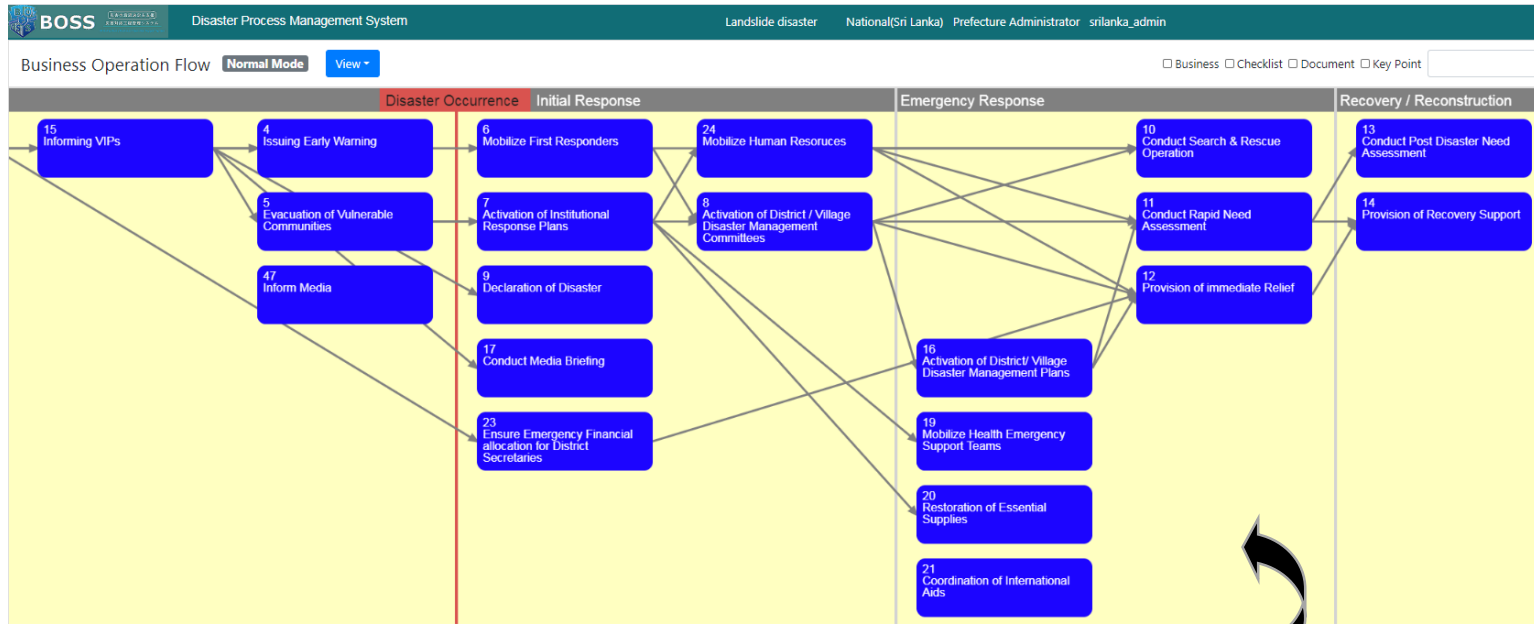 BOSS
Disaster Process Management System
Landslide disaster
National(Sri Lanka)
Prefecture Administrator
srilanka_admin
Business Operation Flow
Normal Mode
View
Business
Checklist
Document
Key Point
Disaster Occurrence
Initial Response
Emergency Response
Recovery / Reconstruction
15
Informing VIPs
4
Issuing Early Warning
6
Mobilize First Responders
24
Mobilize Human Resoruces
10
Conduct Search & Rescue
Operation
13
Conduct Post Disaster Need
Assessment
5
Evacuation of Vulnerable
Communities
7
Activation of Institutional
Response Plans
8
Activation of District / Village
Disaster Management
Committees
11
Conduct Rapid Need
Assessment
14
Provision of Recovery Support
47
Inform Media
9
Declaration of Disaster
12
Provision of immediate Relief
17
Conduct Media Briefing
16
Activation of District/ Village
Disaster Management Plans
23
Ensure Emergency Financial
allocation for District
Secretaries
19
Mobilize Health Emergency
Support Teams
20
Restoration of Essential
Supplies
21
Coordination of International
Aids